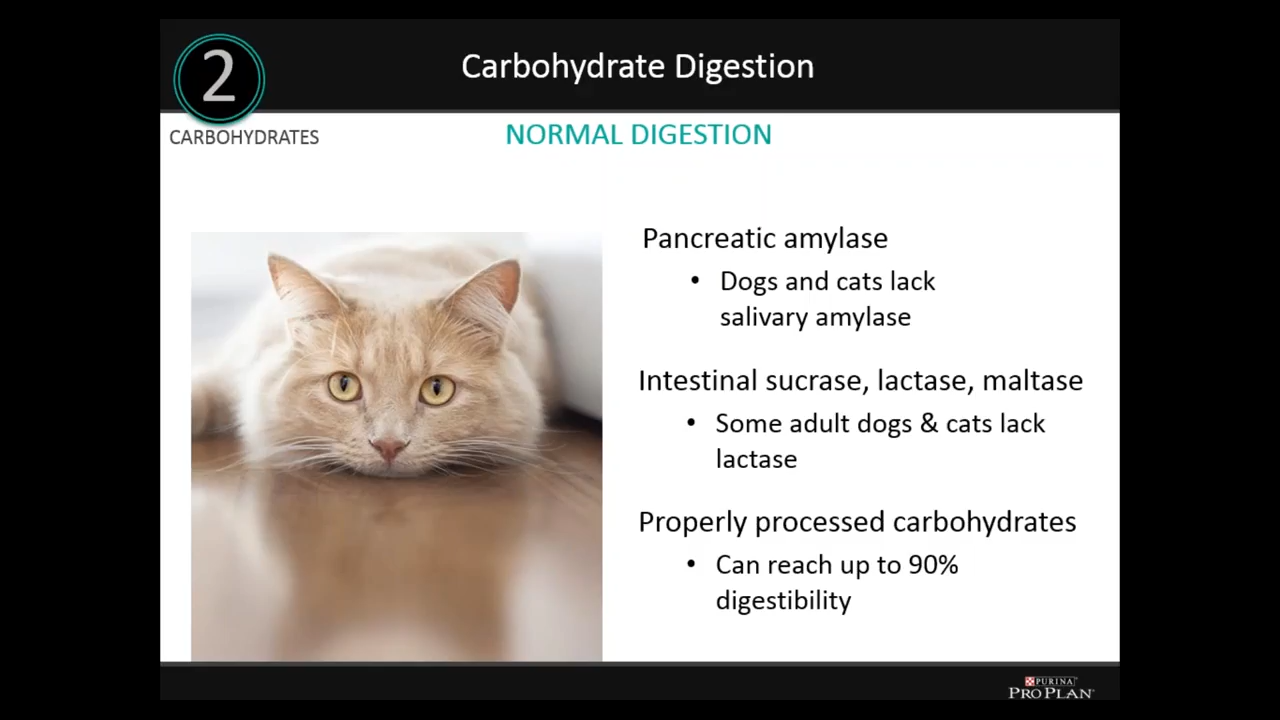 2
Carbohydrate Digestion
CARBOHYDRATES
NORMAL DIGESTION
Pancreatic amylase
• Dogs and cats lack
salivary amylase
Intestinal sucrase, lactase, maltase
• Some adult dogs & cats lack
lactase
Properly processed carbohydrates
• Can reach up to 90%
digestibility
PURINA
PRO PLAN